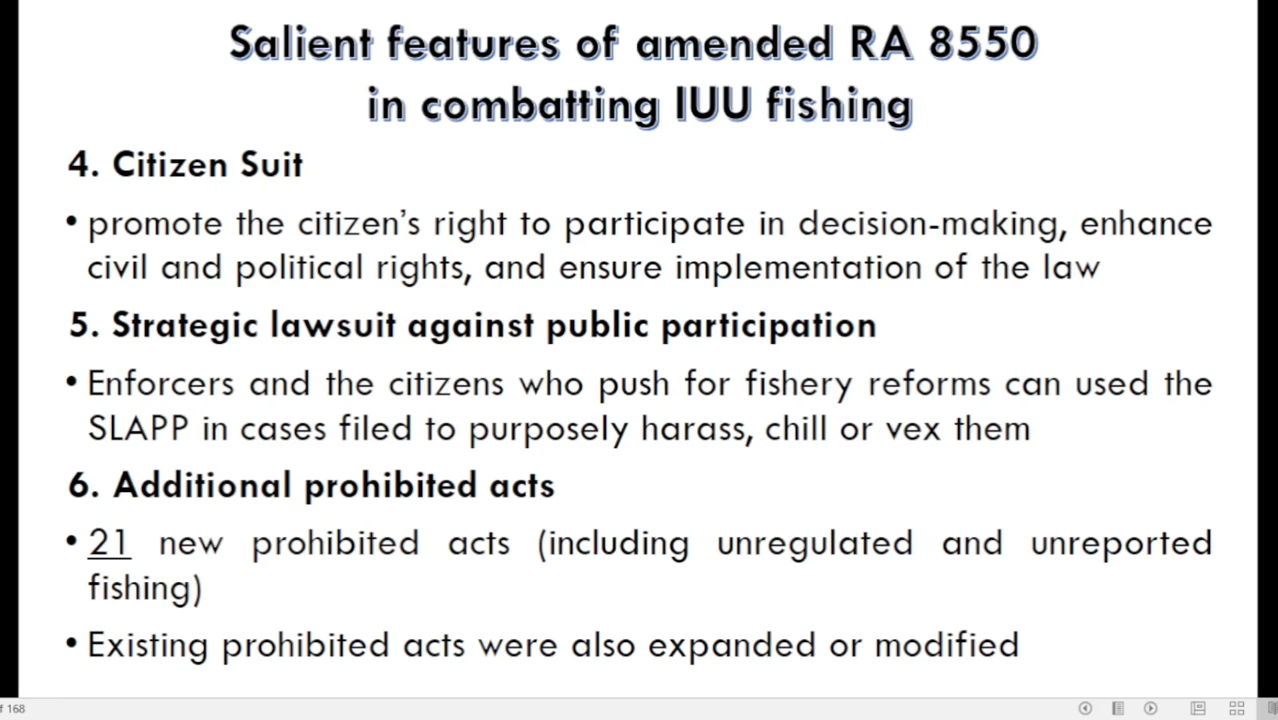 Salient features of amended RA 8550
in combatting IUU fishing
4. Citizen Suit
• promote the citizen's right to participate in decision-making, enhance
civil and political rights, and ensure implementation of the law
5. Strategic lawsuit against public participation
• Enforcers and the citizens who push for fishery reforms can used the
SLAPP in cases filed to purposely harass, chill or vex them
6. Additional prohibited acts
• 21 new prohibited acts (including unregulated and unreported
fishing)
• Existing prohibited acts were also expanded or modified
f 168